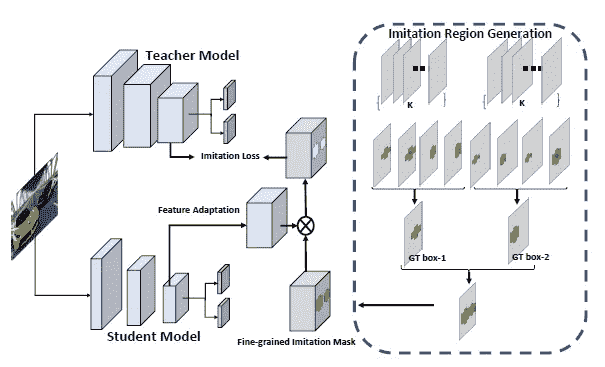 Imitation Region Generation
Teacher Model
K
K
Imitation Loss
Feature Adaptation
GT box-1
GT box-2
Student Model
Fine-grained Imitation Mask